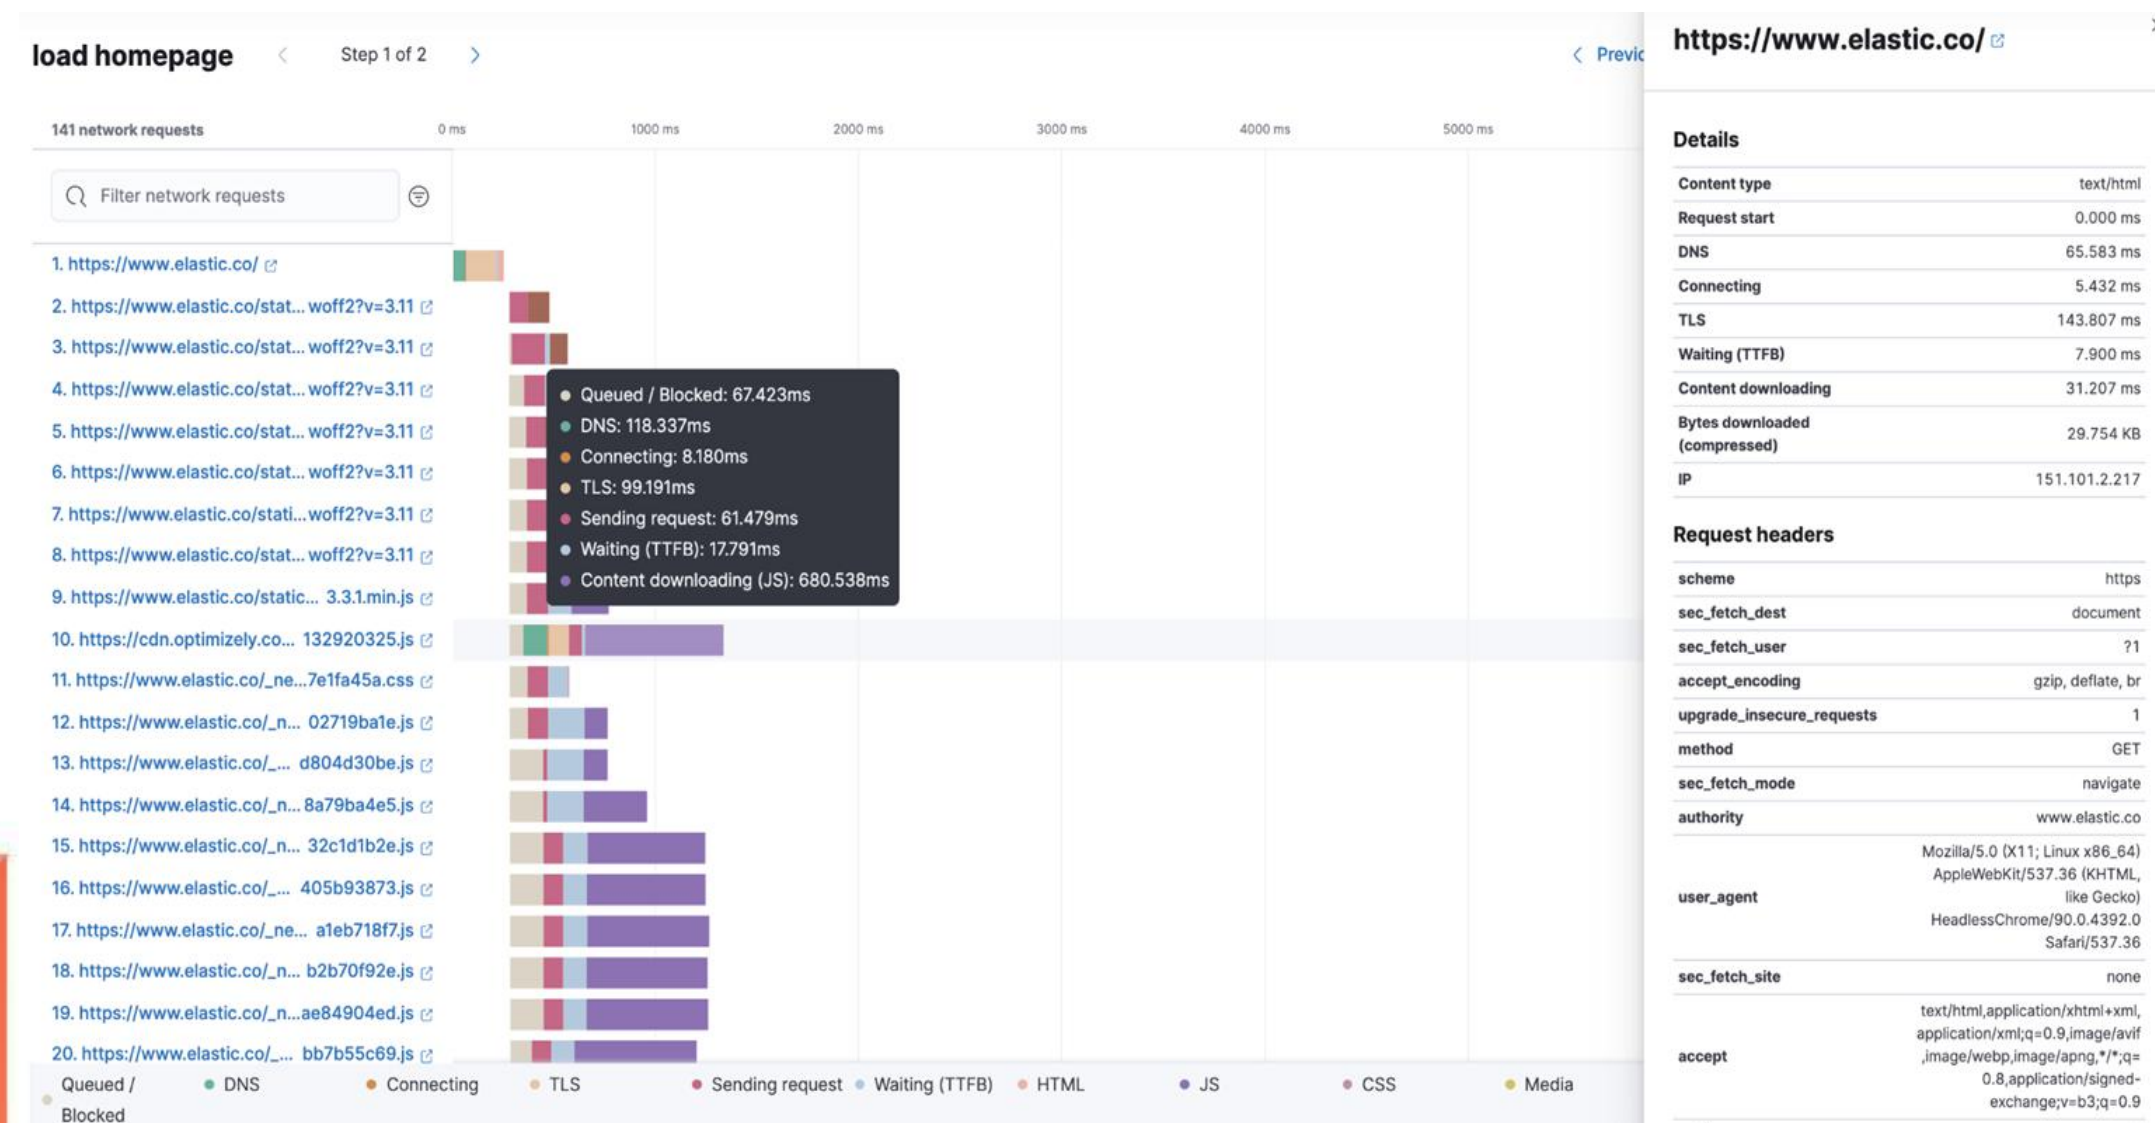 load homepage
Step 1 of 2
Previc
141 network requests
0 ms
1000 ms
2000 ms
3000 ms
4000 ms
5000 ms
Filter network requests
1. https://www.elastic.co/
2. https://www.elastic.co/stat... woff2?v=3.11
3. https://www.elastic.co/stat... woff2?v=3.11
4. https://www.elastic.co/stat... woff2?v=3.11
5. https://www.elastic.co/stat... woff2?v=3.11
6. https://www.elastic.co/stat... woff2?v=3.11
7. https://www.elastic.co/stati...woff2?v=3.11
8. https://www.elastic.co/stat... woff2?v=3.11
9. https://www.elastic.co/static... 3.3.1.min.js
10. https://cdn.optimizely.co... 132920325.js
11. https://www.elastic.co/_ne...7e1fa45a.css
12. https://www.elastic.co/_n... 02719ba1e.js
13. https://www.elastic.co/_... d804d30be.js
14. https://www.elastic.co/_n... 8a79ba4e5.js
15. https://www.elastic.co/_n... 32c1d1b2e.js
16. https://www.elastic.co/_... 405b93873.js
17. https://www.elastic.co/_ne... a1eb718f7.js
18. https://www.elastic.co/_n... b2b70f92e.js
19. https://www.elastic.co/_n...ae84904ed.js
20. https://www.elastic.co/_... bb7b55c69.js
Queued / Blocked: 67.423ms
DNS: 118.337ms
Connecting: 8.180ms
TLS: 99.191ms
Sending request: 61.479ms
Waiting (TTFB): 17.791ms
Content downloading (JS): 680.538ms
Queued /
Blocked
DNS
Connecting
TLS
Sending request
Waiting (TTFB)
HTML
JS
CSS
Media
https://www.elastic.co/
Details
Content type text/html
Request start 0.000 ms
DNS 65.583 ms
Connecting 5.432 ms
TLS 143.807 ms
Waiting (TTFB) 7.900 ms
Content downloading 31.207 ms
Bytes downloaded
(compressed) 29.754 KB
IP 151.101.2.217
Request headers
scheme https
sec_fetch_dest document
sec_fetch_user ?1
accept_encoding gzip, deflate, br
upgrade_insecure_requests 1
method GET
sec_fetch_mode navigate
authority www.elastic.co
user_agent
Mozilla/5.0 (X11; Linux x86_64)
AppleWebKit/537.36 (KHTML,
like Gecko)
HeadlessChrome/90.0.4392.0
Safari/537.36
sec_fetch_site none
accept
text/html,application/xhtml+xml,
application/xml;q=0.9,image/avif
,image/webp,image/apng,*/*;q=
0.8,application/signed-
exchange;v=b3;q=0.9